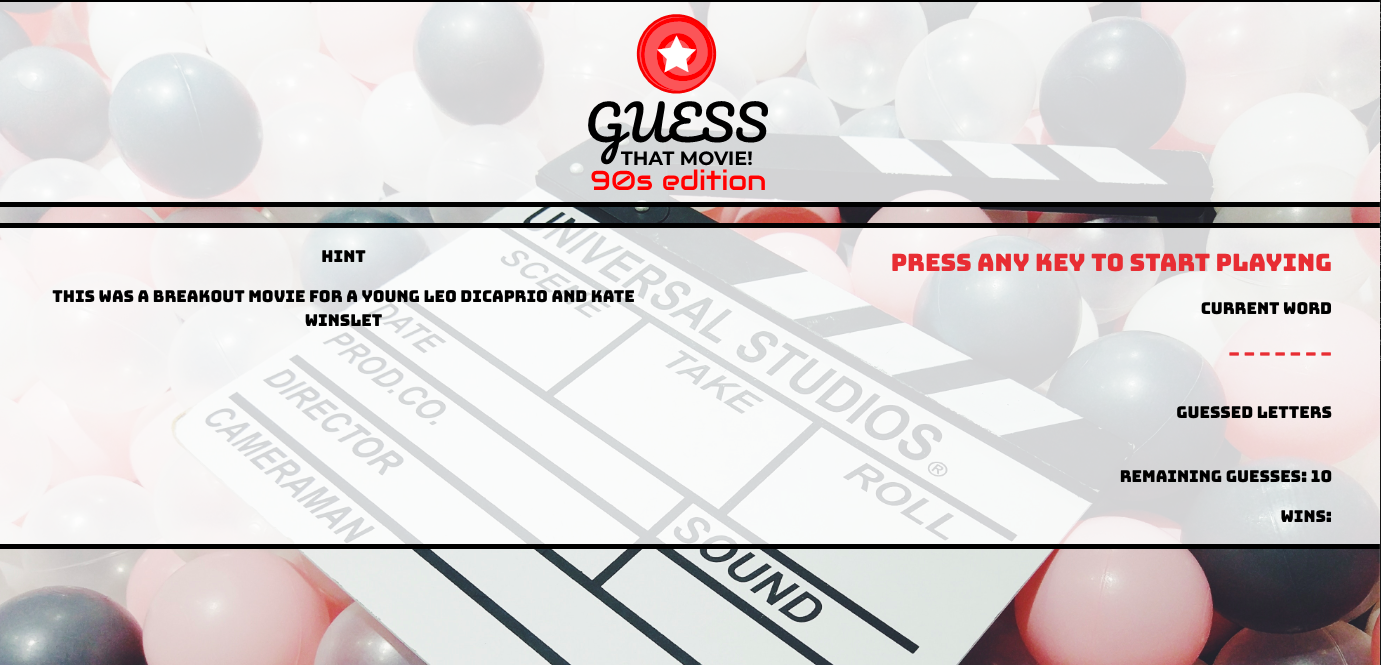 GUESS
THAT MOVIE!
90s edition
HINT
THIS WAS A BREAKOUT MOVIE FOR A YOUNG LEO DICAPRIO AND KATE
WINSLET
PRESS ANY KEY TO START PLAYING
CURRENT WORD
_ _ _ _ _ _ _
GUESSED LETTERS
REMAINING GUESSES: 10
WINS:
UNIVERSAL STUDIOS®
SCENE
TAKE
ROLL
DATE
PROD.CO.
DIRECTOR
CAMERAMAN
SOUND